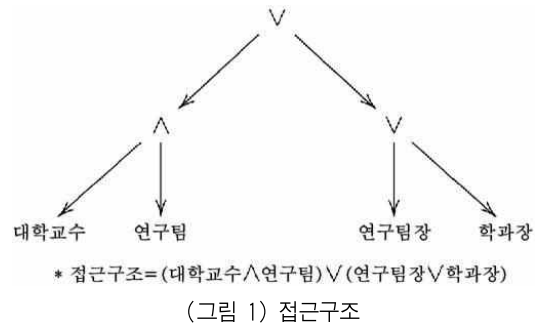 ∨
∧ ∨
대학교수 연구팀 연구팀장 학과장
* 접근구조=(대학교수∧연구팀)∨(연구팀장∨학과장)
(그림 1) 접근구조